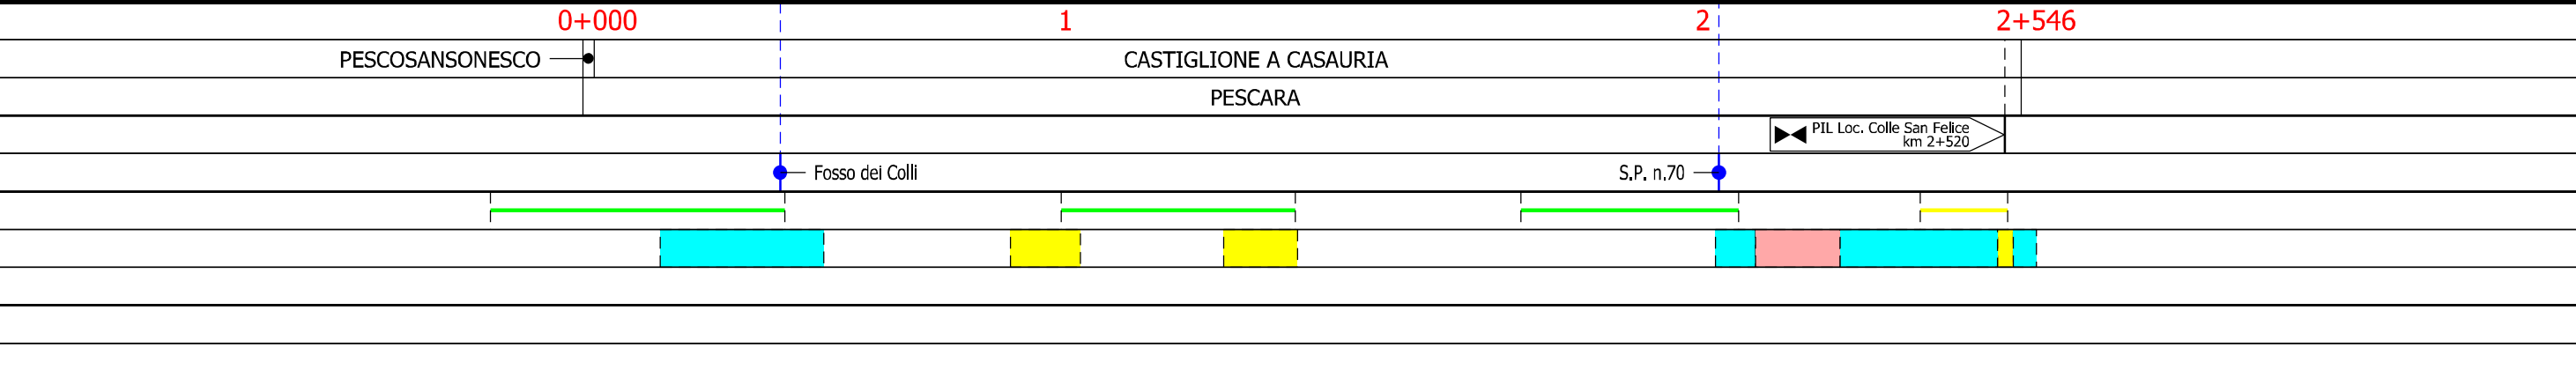 0+000 1 2 2+546
PESCOSANSONESCO CASTIGLIONE A CASAURIA
PESCARA
PIL Loc. Colle San Felice
km 2+520
Fosso dei Colli S.P. n.70